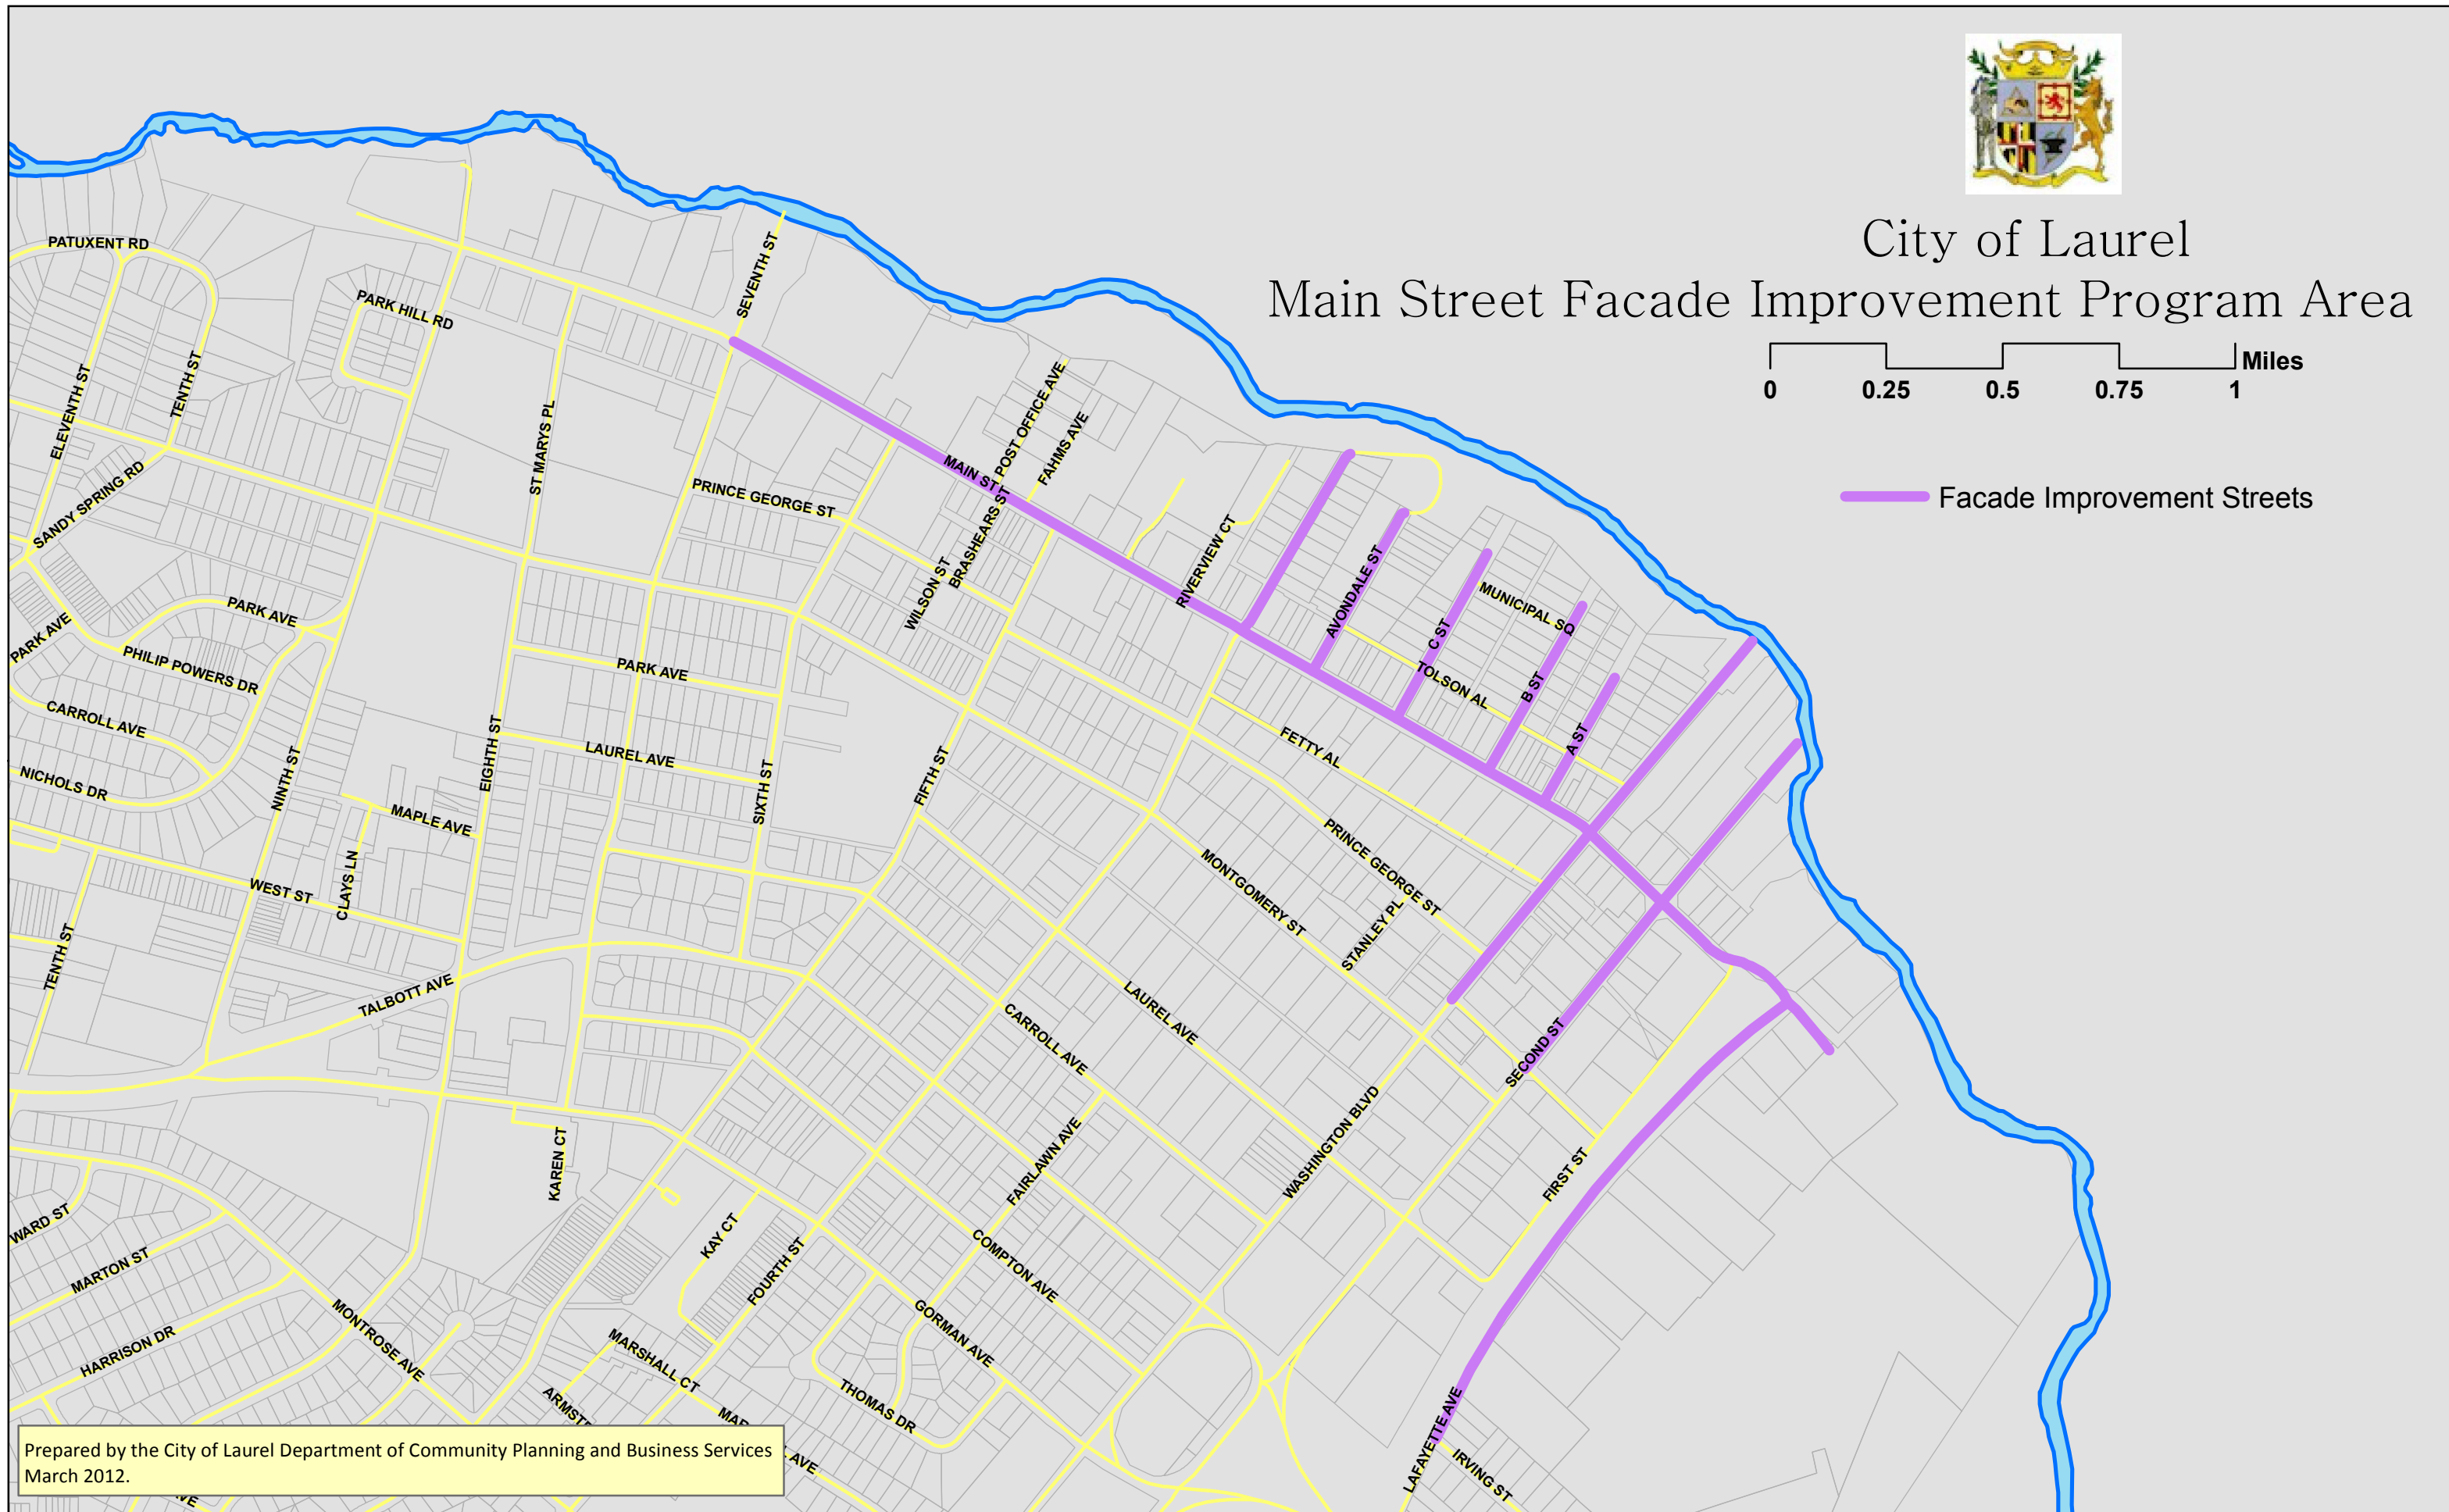 City of Laurel
Main Street Facade Improvement Program Area
Miles
0 0.25 0.5 0.75 1
Facade Improvement Streets
PATUXENT RD
SEVENTH ST
PARK HILL RD
ELEVENTH ST
TENTH ST
ST MARYS PL
POST OFFICE AVE
FAHMS AVE
MAIN ST
SANDY SPRING RD
PRINCE GEORGE ST
BRASHEARS ST
WILSON ST
RIVERVIEW CT
AVONDALE ST
C ST
MUNICIPAL SQ
TOLSON AL
B ST
A ST
PARK AVE
PARK AVE
PHILIP POWERS DR
PARK AVE
CARROLL AVE
NICHOLS DR
NINTH ST
EIGHTH ST
LAUREL AVE
SIXTH ST
FIFTH ST
FETTY AL
MAPLE AVE
CLAYS LN
WEST ST
PRINCE GEORGE ST
MONTGOMERY ST
STANLEY PL
TENTH ST
TALBOTT AVE
LAUREL AVE
CARROLL AVE
SECOND ST
WASHINGTON BLVD
FIRST ST
KAREN CT
FAIRLAWN AVE
WARD ST
MARTON ST
HARRISON DR
MONTROSE AVE
KAY CT
FOURTH ST
COMPTON AVE
GORMAN AVE
MARSHALL CT
THOMAS DR
LAFAYETTE AVE
IRVING ST
AVE
Prepared by the City of Laurel Department of Community Planning and Business Services
March 2012.